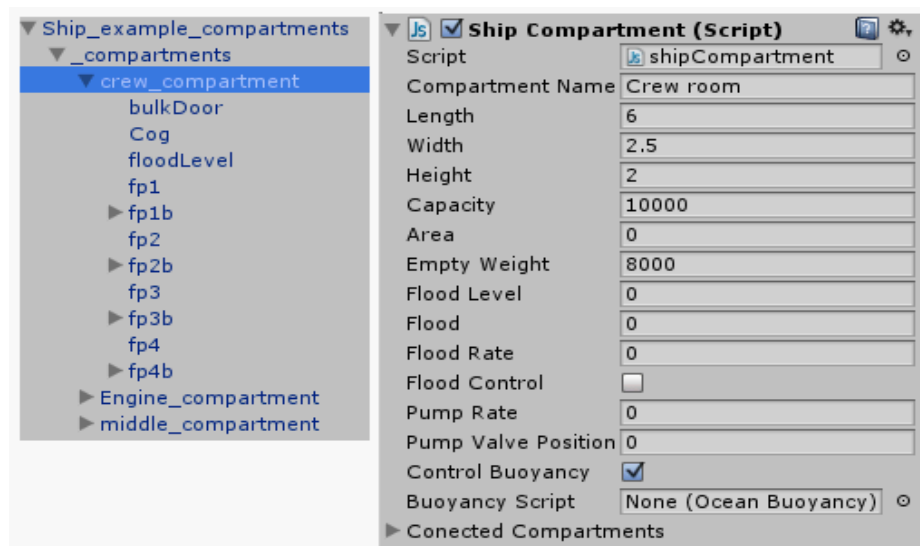 Ship_example_compartments
_compartments
crew_compartment
bulkDoor
Cog
floodLevel
fp1
fp1b
fp2
fp2b
fp3
fp3b
fp4
fp4b
Engine_compartment
middle_compartment
Ship Compartment (Script)
Script shipCompartment
Compartment Name Crew room
Length 6
Width 2.5
Height 2
Capacity 10000
Area 0
Empty Weight 8000
Flood Level 0
Flood 0
Flood Rate 0
Flood Control
Pump Rate 0
Pump Valve Position 0
Control Buoyancy
Buoyancy Script None (Ocean Buoyancy)
Conected Compartments